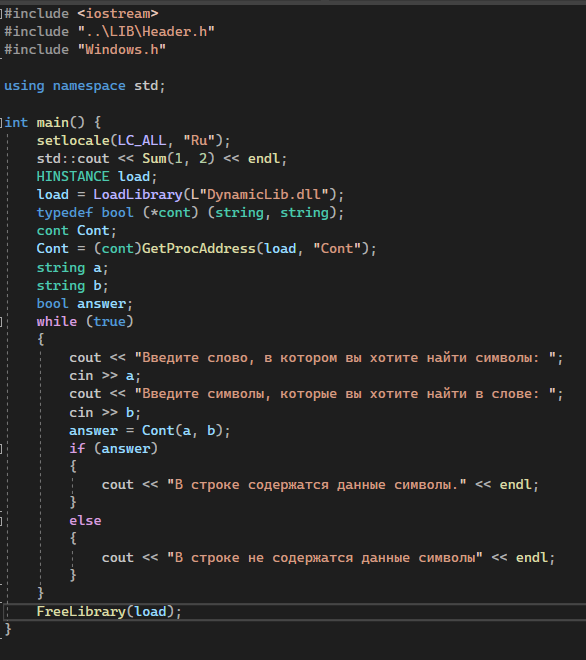 #include <iostream>
#include "..\LIB\Header.h"
#include "Windows.h"
using namespace std;
int main() {
setlocale(LC_ALL, "Ru");
std::cout << Sum(1, 2) << endl;
HINSTANCE load;
load = LoadLibrary(L"DynamicLib.dll");
typedef bool (*cont) (string, string);
cont Cont;
Cont = (cont)GetProcAddress(load, "Cont");
string a;
string b;
bool answer;
while (true)
{
cout << "Введите слово, в котором вы хотите найти символы: ";
cin >> a;
cout << "Введите символы, которые вы хотите найти в слове: ";
cin >> b;
answer = Cont(a, b);
if (answer)
{
cout << "В строке содержатся данные символы." << endl;
}
else
{
cout << "В строке не содержатся данные символы" << endl;
}
}
FreeLibrary(load);
}